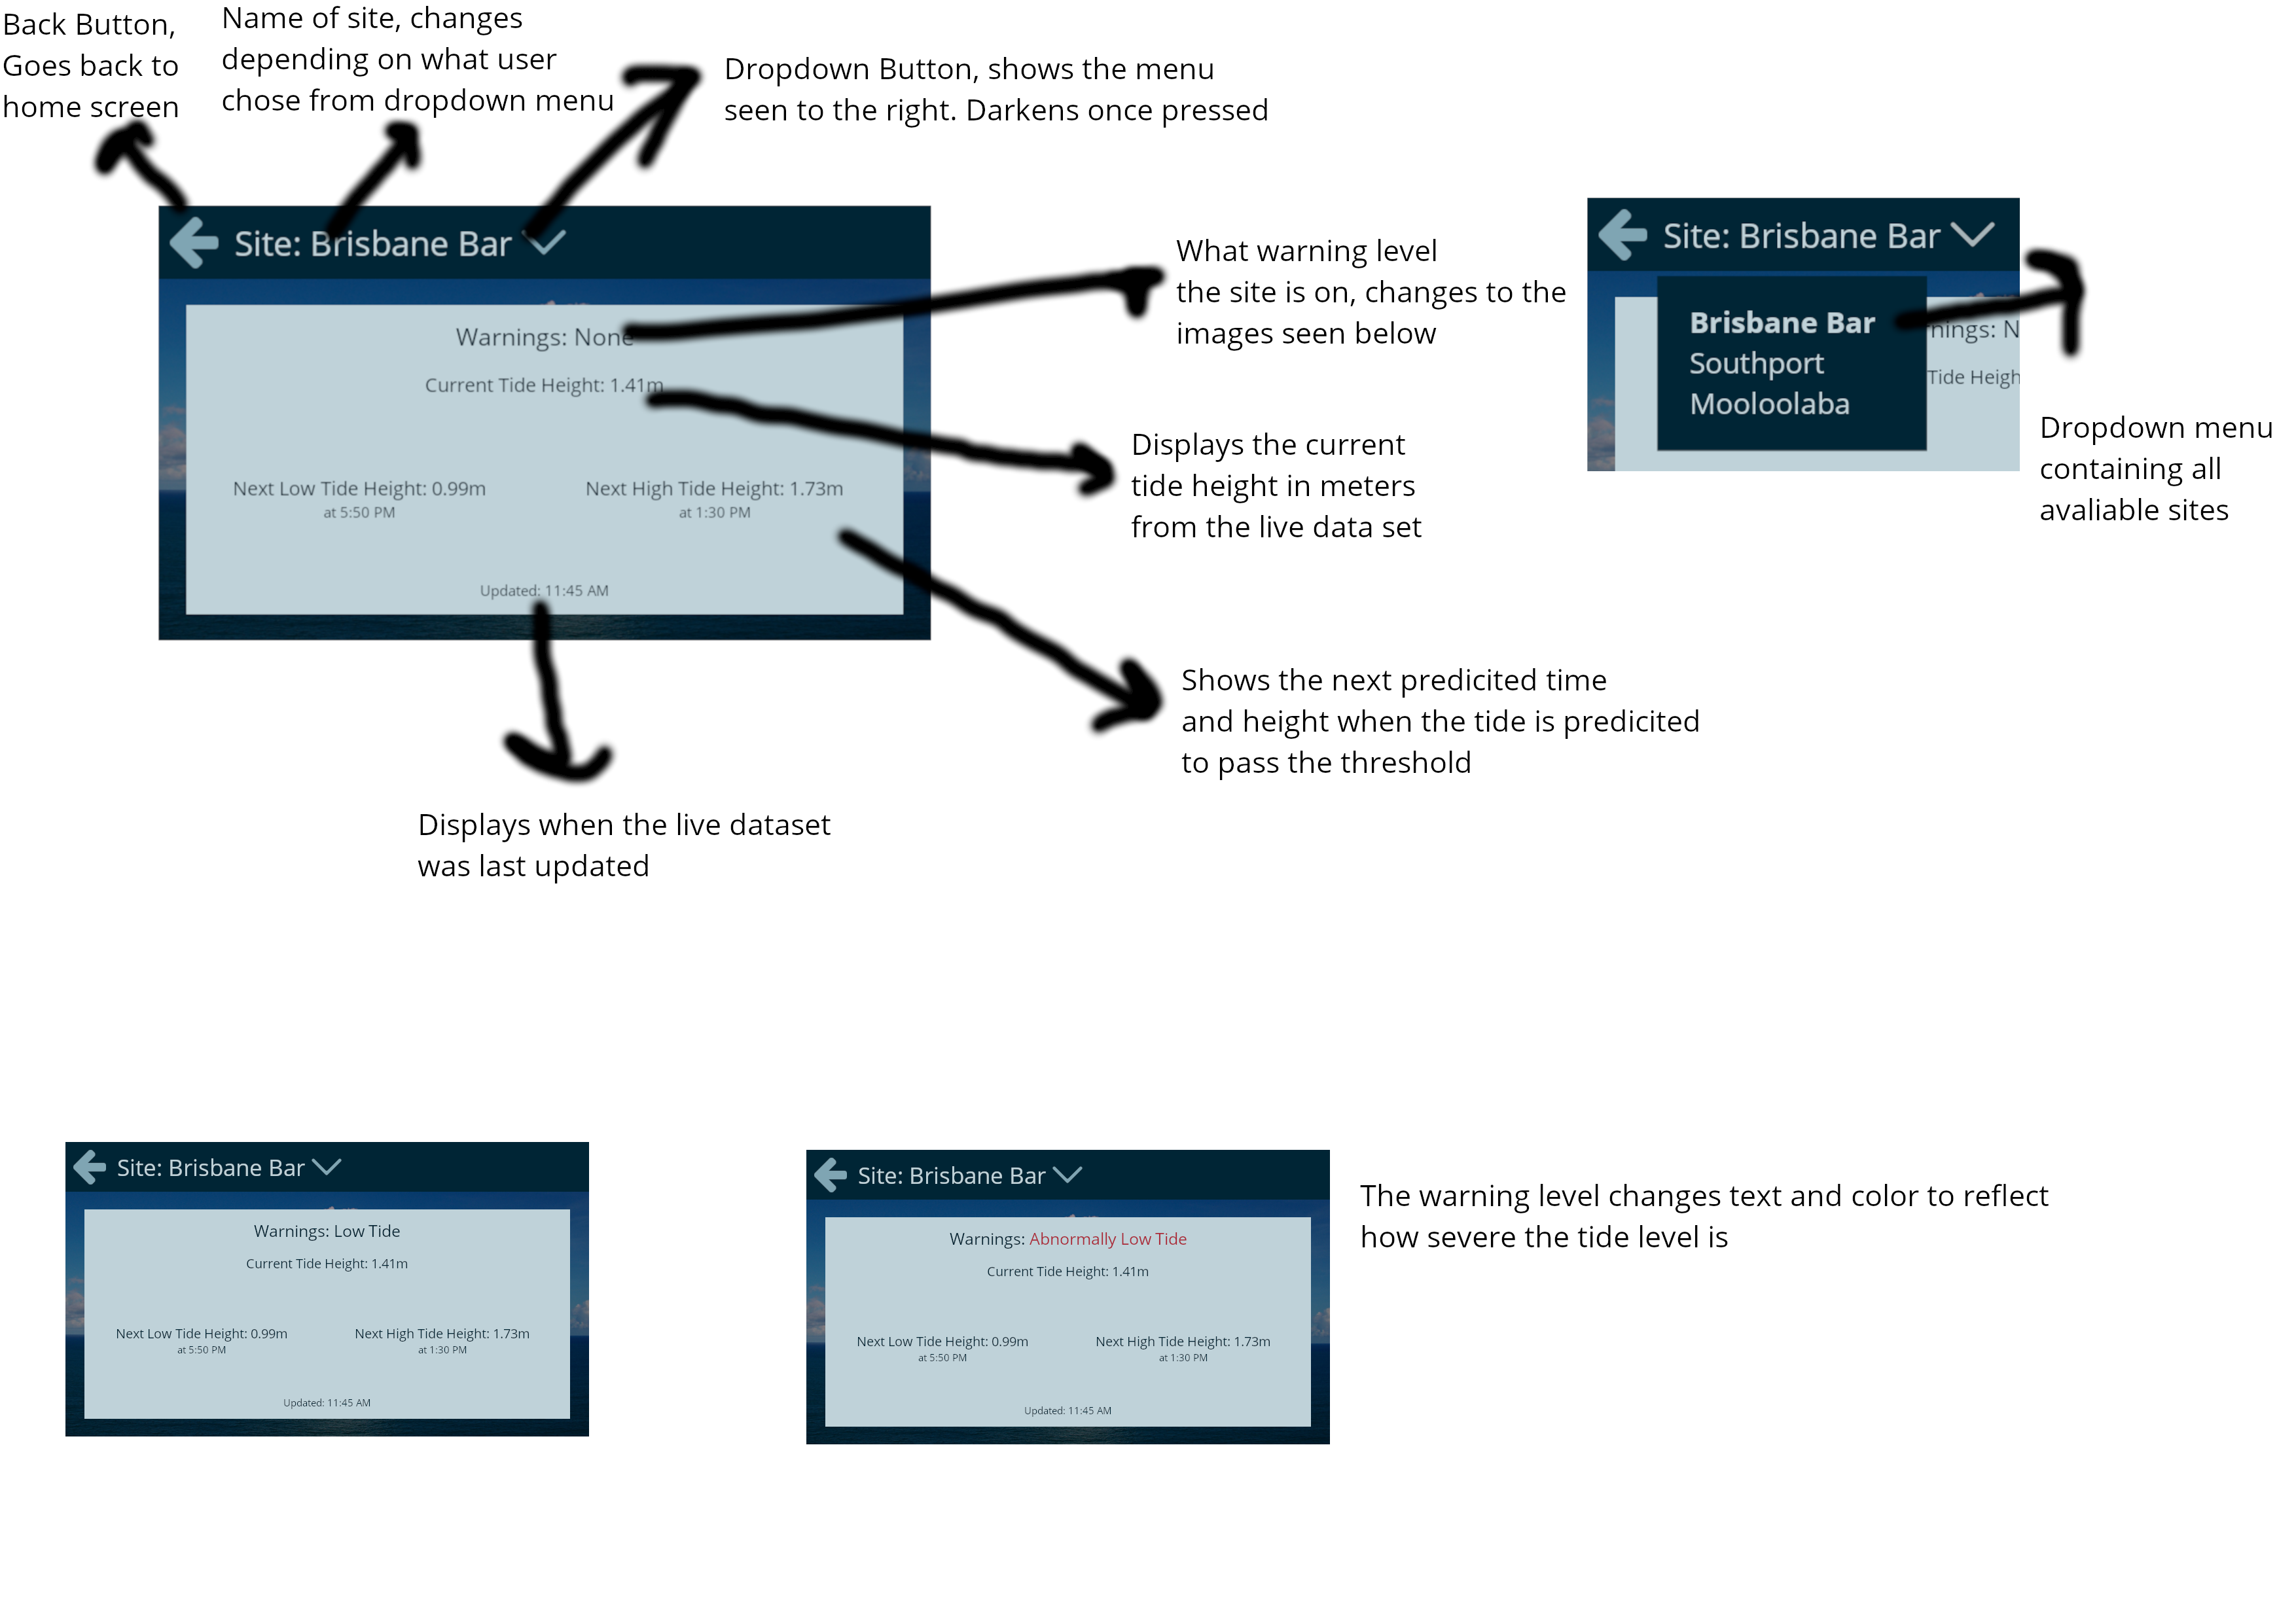 Back Button,
Goes back to
home screen
Name of site, changes
depending on what user
chose from dropdown menu
Dropdown Button, shows the menu
seen to the right. Darkens once pressed
Site: Brisbane Bar
Warnings: None
Current Tide Height: 1.41m
Next Low Tide Height: 0.99m
at 5:50 PM
Next High Tide Height: 1.73m
at 1:30 PM
Updated: 11:45 AM
What warning level
the site is on, changes to the
images seen below
Displays the current
tide height in meters
from the live data set
Shows the next predicited time
and height when the tide is predicited
to pass the threshold
Displays when the live dataset
was last updated
Site: Brisbane Bar
Brisbane Bar
Southport
Mooloolaba
nings: N
Tide Heigh
Dropdown menu
containing all
avaliable sites
Site: Brisbane Bar
Warnings: Low Tide
Current Tide Height: 1.41m
Next Low Tide Height: 0.99m
at 5:50 PM
Next High Tide Height: 1.73m
at 1:30 PM
Updated: 11:45 AM
Site: Brisbane Bar
Warnings: Abnormally Low Tide
Current Tide Height: 1.41m
Next Low Tide Height: 0.99m
at 5:50 PM
Next High Tide Height: 1.73m
at 1:30 PM
Updated: 11:45 AM
The warning level changes text and color to reflect
how severe the tide level is